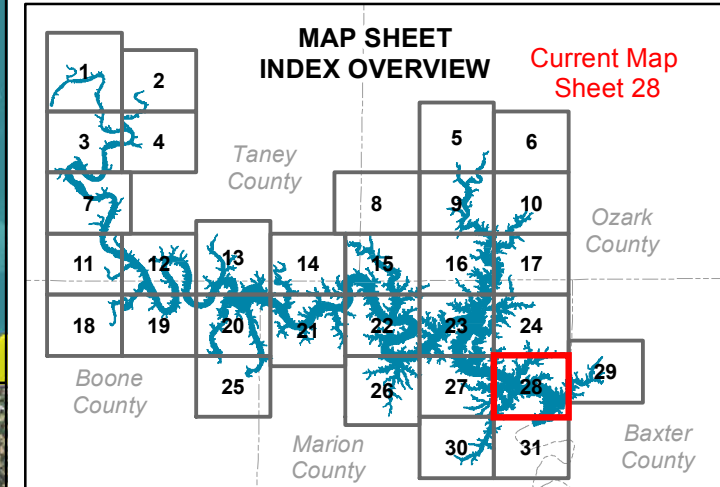 MAP SHEET
INDEX OVERVIEW
Current Map
Sheet 28
1
2
3
4
5
6
Taney
County
7
8
9
10
Ozark
County
11
12
13
14
15
16
17
18
19
20
21
22
23
24
Boone
County
25
26
27
28
29
Marion
County
30
31
Baxter
County